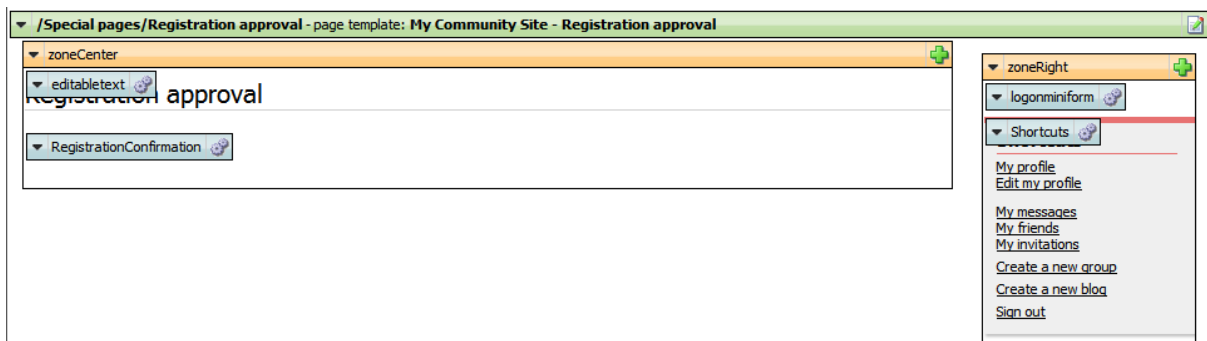 /Special pages/Registration approval - page template: My Community Site - Registration approval
zoneCenter
editabletext
Registration approval
RegistrationConfirmation
zoneRight
logonminiform
Shortcuts
My profile
Edit my profile
My messages
My friends
My invitations
Create a new group
Create a new blog
Sign out